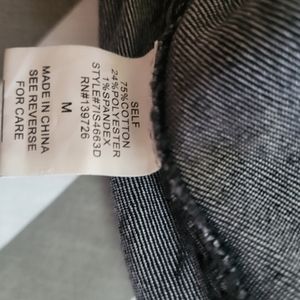 SELF
75%COTTON
24%POLYESTER
1%SPANDEX
STYLE#7IS4663D
RN#139726
M
MADE IN CHINA
SEE REVERSE
FOR CARE